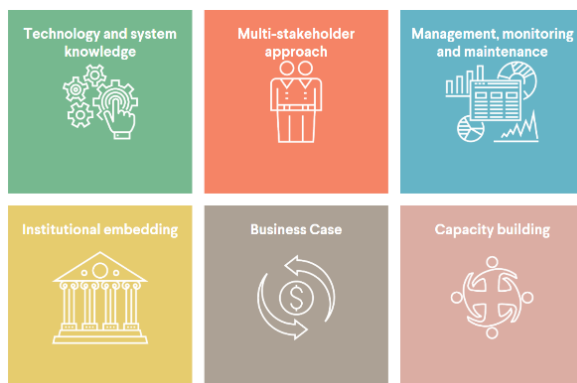 Technology and system
knowledge
Multi-stakeholder
approach
Management, monitoring
and maintenance
Institutional embedding
Business Case
$
Capacity building